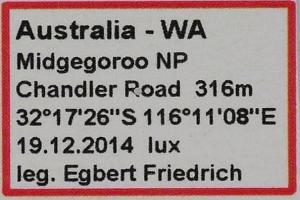 Australia - WA
Midgegoroo NP
Chandler Road 316m
32°17'26"S 116°11'08"E
19.12.2014 lux
leg. Egbert Friedrich